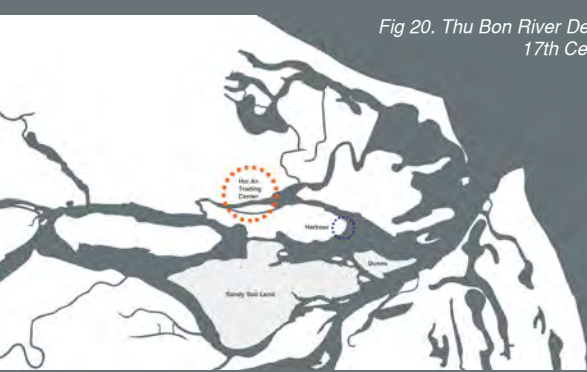 Fig 20. Thu Bon River De
17th Ce
Hoi An
Trading
Center
Harbour
Dunes
Sandy Soil Land